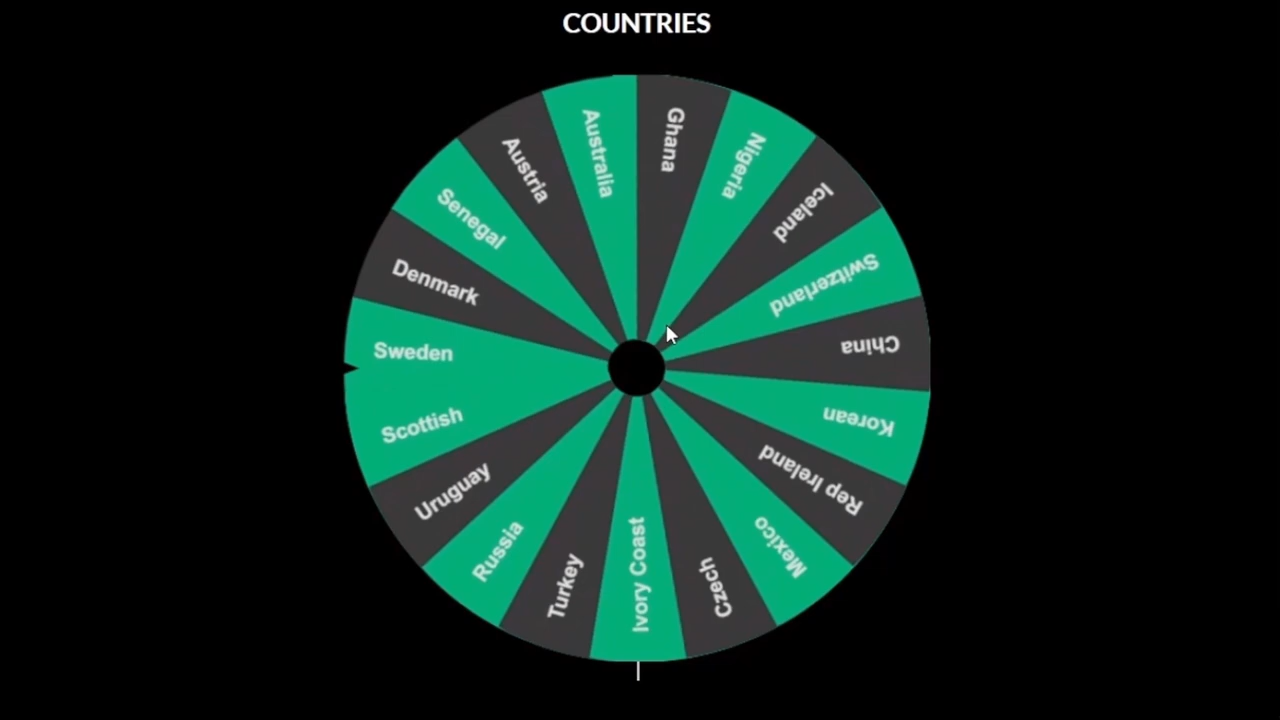 COUNTRIES
Ghana
Nigeria
Iceland
Switzerland
China
Korean
Rep Ireland
Mexico
Czech
Ivory Coast
Turkey
Russia
Uruguay
Scottish
Sweden
Denmark
Senegal
Austria
Australia